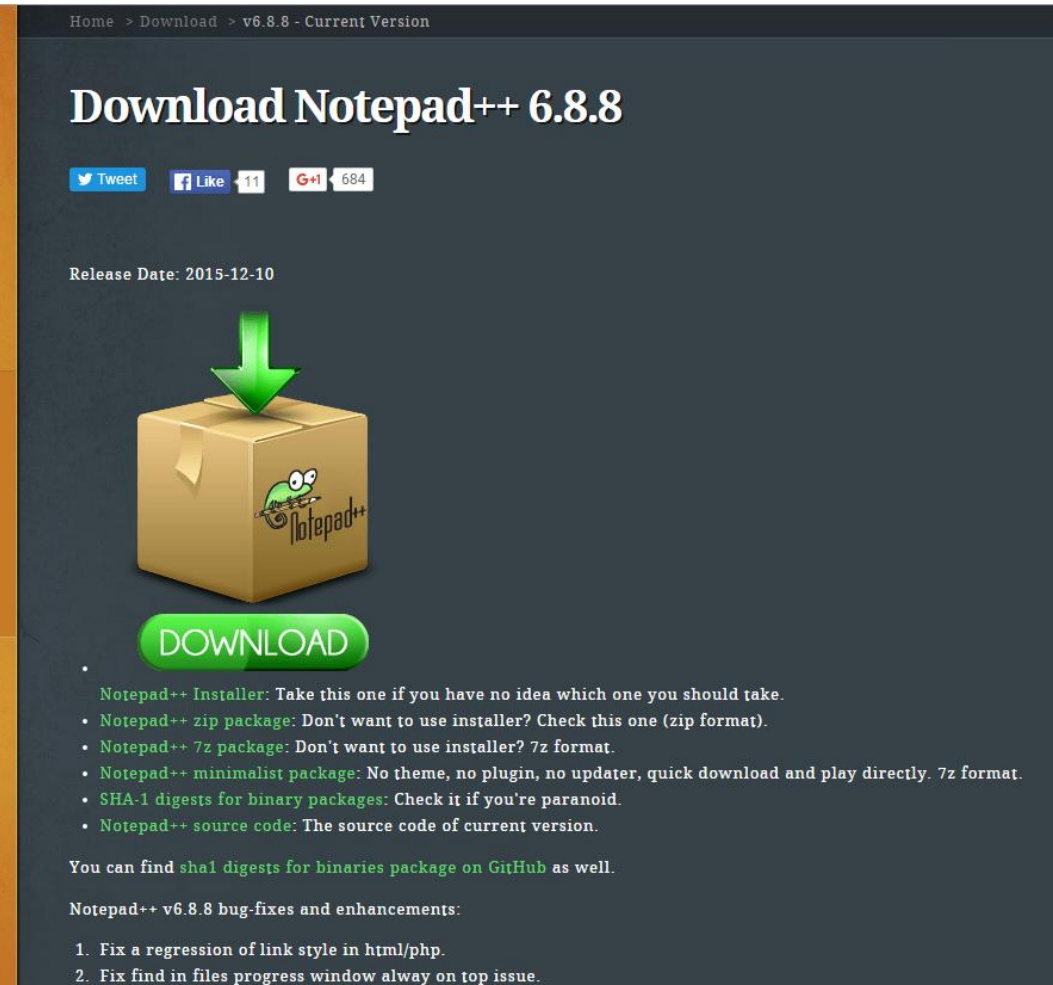 Home > Download > v6.8.8 - Current Version
Download Notepad++ 6.8.8
Tweet Like 11 G+1 684
Release Date: 2015-12-10
Notepad++
DOWNLOAD
Notepad++ Installer: Take this one if you have no idea which one you should take.
Notepad++ zip package: Don't want to use installer? Check this one (zip format).
Notepad++ 7z package: Don't want to use installer? 7z format.
Notepad++ minimalist package: No theme, no plugin, no updater, quick download and play directly. 7z format.
SHA-1 digests for binary packages: Check it if you're paranoid.
Notepad++ source code: The source code of current version.
You can find sha1 digests for binaries package on GitHub as well.
Notepad++ v6.8.8 bug-fixes and enhancements:
1. Fix a regression of link style in html/php.
2. Fix find in files progress window alway on top issue.